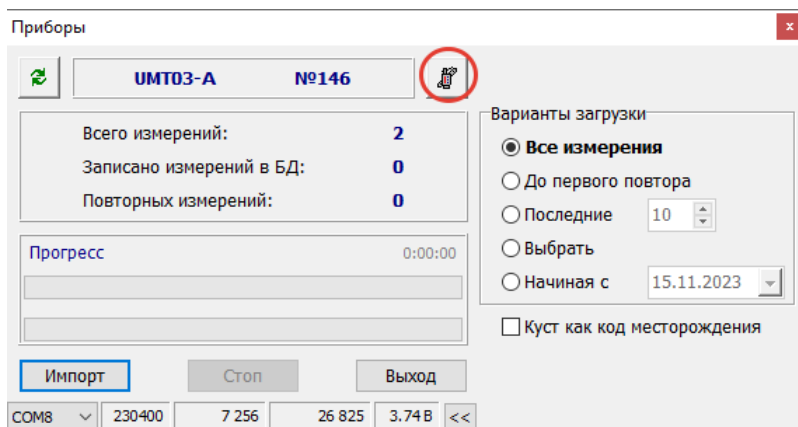 Приборы
UMT03-A №146
Всего измерений: 2
Записано измерений в БД: 0
Повторных измерений: 0
Прогресс 0:00:00
Импорт Стоп Выход
COM8 230400 7 256 26 825 3.74 В <<
Варианты загрузки
Все измерения
До первого повтора
Последние 10
Выбрать
Начиная с 15.11.2023
Куст как код месторождения